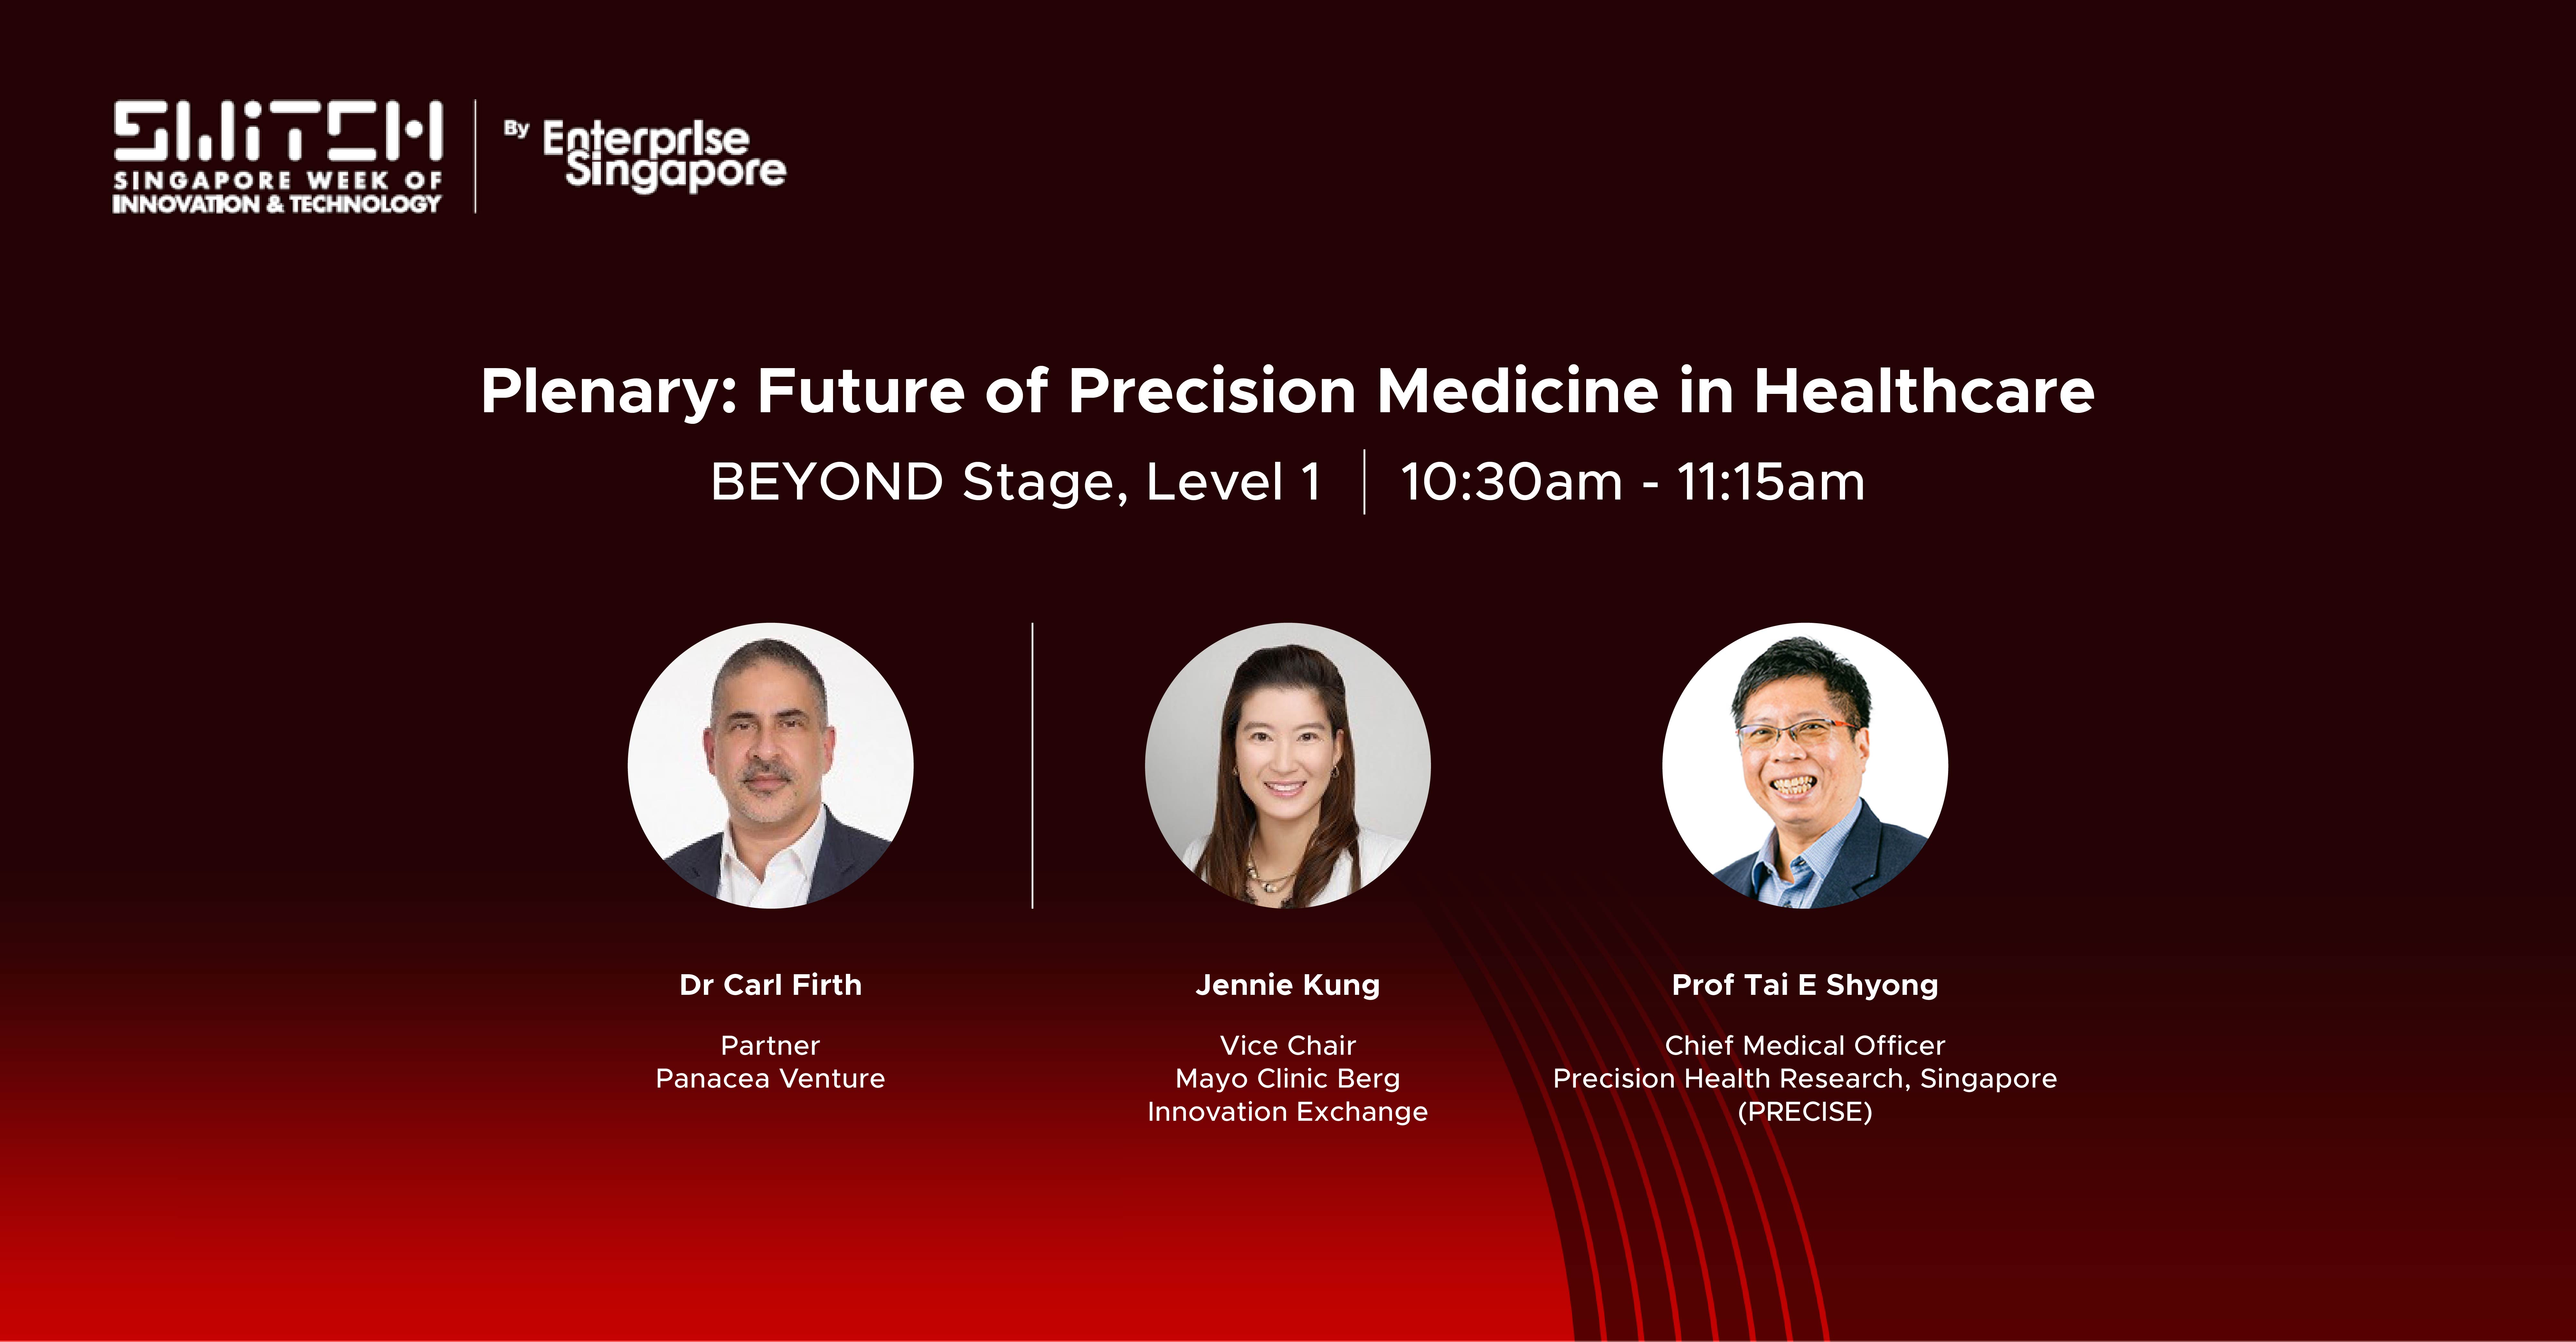 SWITCH
SINGAPORE WEEK OF
INNOVATION & TECHNOLOGY
By Enterprise
Singapore
Plenary: Future of Precision Medicine in Healthcare
BEYOND Stage, Level 1 | 10:30am - 11:15am
Dr Carl Firth
Partner
Panacea Venture
Jennie Kung
Vice Chair
Mayo Clinic Berg
Innovation Exchange
Prof Tai E Shyong
Chief Medical Officer
Precision Health Research, Singapore
(PRECISE)